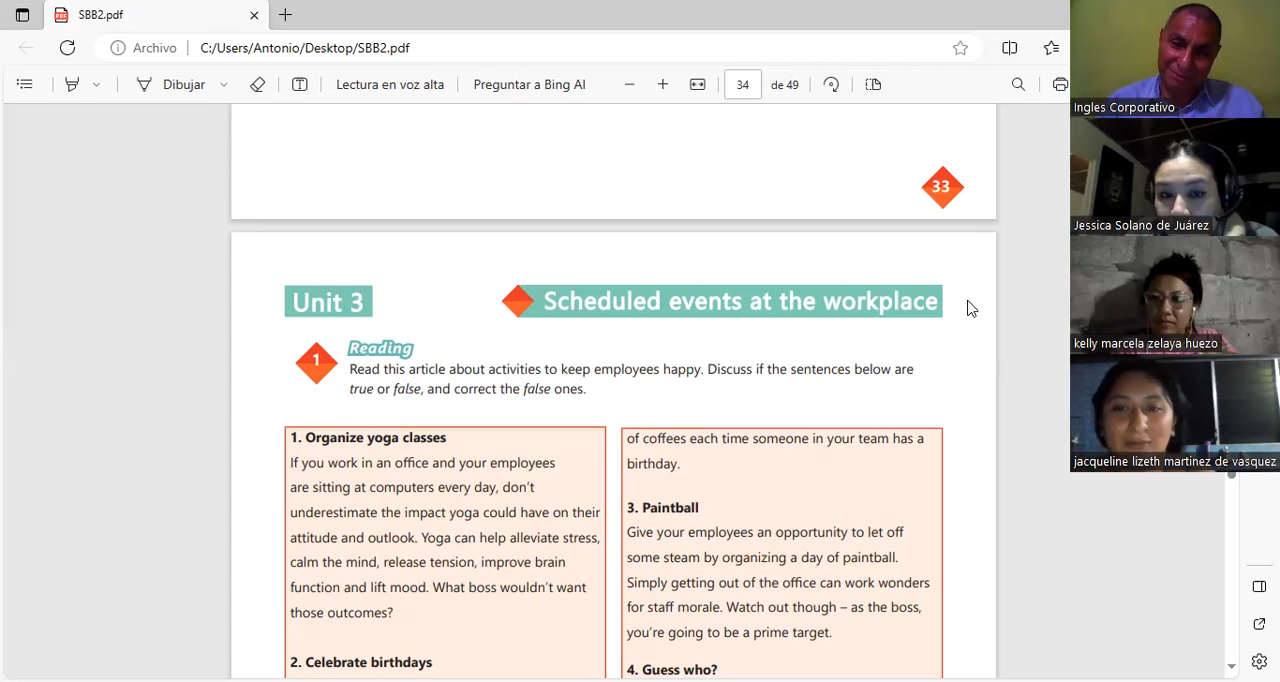 SBB2.pdf
Archivo
C:/Users/Antonio/Desktop/SBB2.pdf
Dibujar
Lectura en voz alta
Preguntar a Bing AI
34
de 49
33
Unit 3
Scheduled events at the workplace
1
Reading
Read this article about activities to keep employees happy. Discuss if the sentences below are
true or false, and correct the false ones.
1. Organize yoga classes
If you work in an office and your employees
are sitting at computers every day, don't
underestimate the impact yoga could have on their
attitude and outlook. Yoga can help alleviate stress,
calm the mind, release tension, improve brain
function and lift mood. What boss wouldn't want
those outcomes?
2. Celebrate birthdays
of coffees each time someone in your team has a
birthday.
3. Paintball
Give your employees an opportunity to let off
some steam by organizing a day of paintball.
Simply getting out of the office can work wonders
for staff morale. Watch out though – as the boss,
you're going to be a prime target.
4. Guess who?
Ingles Corporativo
Jessica Solano de Juárez
kelly marcela zelaya huezo
jacqueline lizeth martinez de vasquez